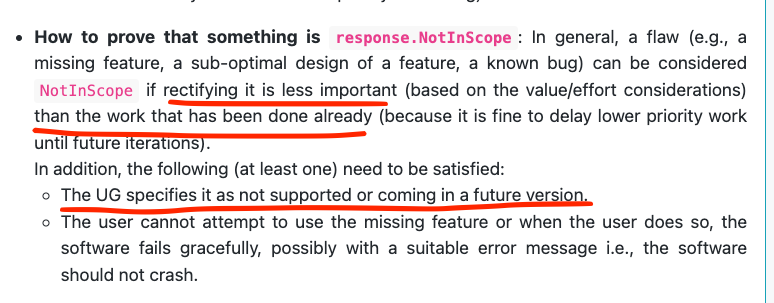 • How to prove that something is response.NotInScope : In general, a flaw (e.g., a
missing feature, a sub-optimal design of a feature, a known bug) can be considered
NotInScope if rectifying it is less important (based on the value/effort considerations)
than the work that has been done already (because it is fine to delay lower priority work
until future iterations).
In addition, the following (at least one) need to be satisfied:
The UG specifies it as not supported or coming in a future version.
The user cannot attempt to use the missing feature or when the user does so, the
software fails gracefully, possibly with a suitable error message i.e., the software
should not crash.